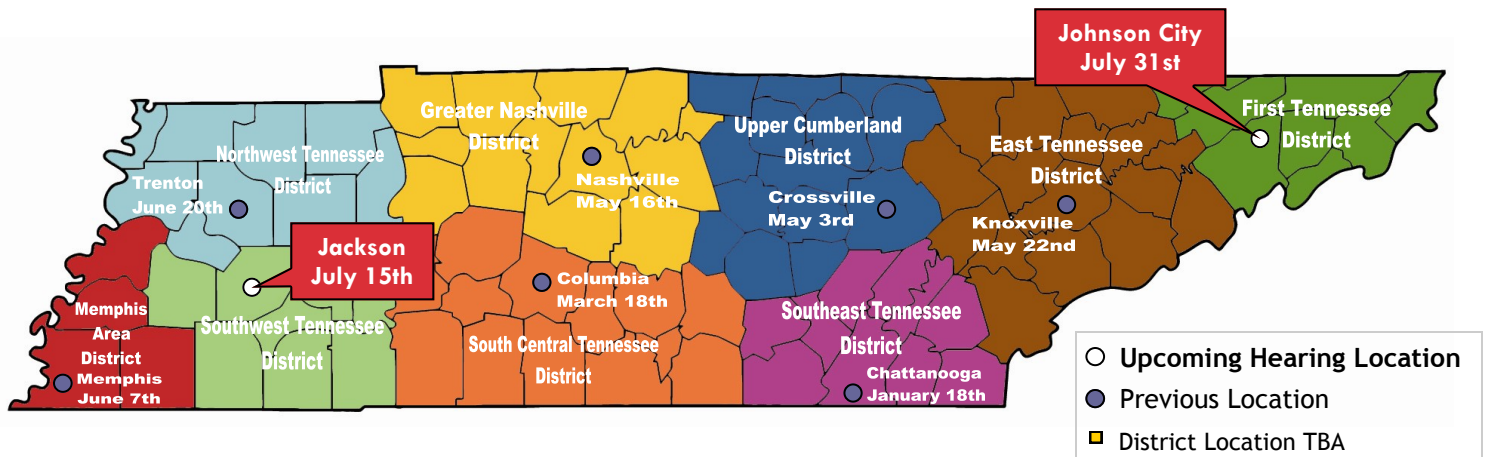 Johnson City
July 31st
Greater Nashville
District
First Tennessee
District
Upper Cumberland
District
East Tennessee
District
Northwest Tennessee
District
Trenton
June 20th
Nashville
May 16th
Crossville
May 3rd
Knoxville
May 22nd
Jackson
July 15th
Columbia
March 18th
Memphis
Area
District
Memphis
June 7th
Southwest Tennessee
District
South Central Tennessee
District
Southeast Tennessee
District
Chattanooga
January 18th
Upcoming Hearing Location
Previous Location
District Location TBA